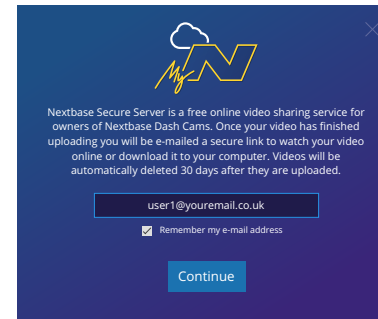 My N
Nextbase Secure Server is a free online video sharing service for
owners of Nextbase Dash Cams. Once your video has finished
uploading you will be e-mailed a secure link to watch your video
online or download it to your computer. Videos will be
automatically deleted 30 days after they are uploaded.
user1@youremail.co.uk
Remember my e-mail address
Continue